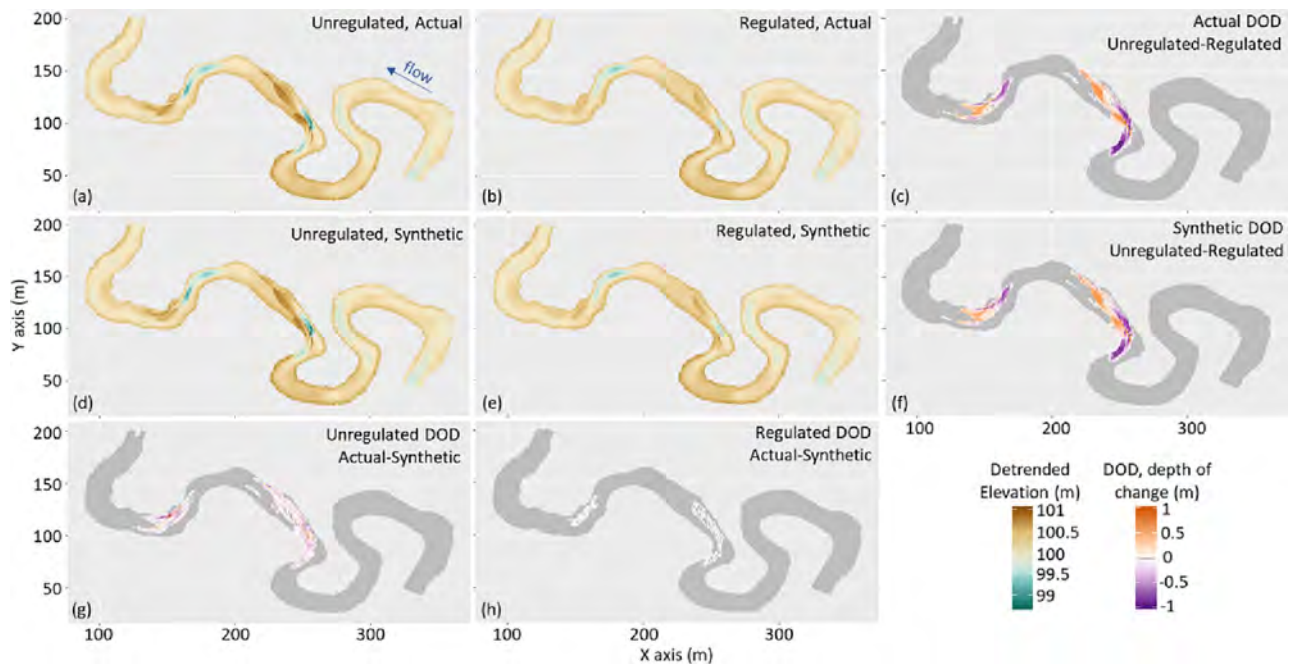 200
150
100
50
Unregulated, Actual
flow
(a)
Regulated, Actual
(b)
Actual DOD
Unregulated-Regulated
(c)
200
150
100
50
Y axis (m)
Unregulated, Synthetic
(d)
Regulated, Synthetic
(e)
Synthetic DOD
Unregulated-Regulated
(f)
100 200 300
200
150
100
50
Unregulated DOD
Actual-Synthetic
(g)
Regulated DOD
Actual-Synthetic
(h)
Detrended
Elevation (m)
101
100.5
100
99.5
99
DOD, depth of
change (m)
1
0.5
0
-0.5
-1
100 200 300 100 200 300
X axis (m)